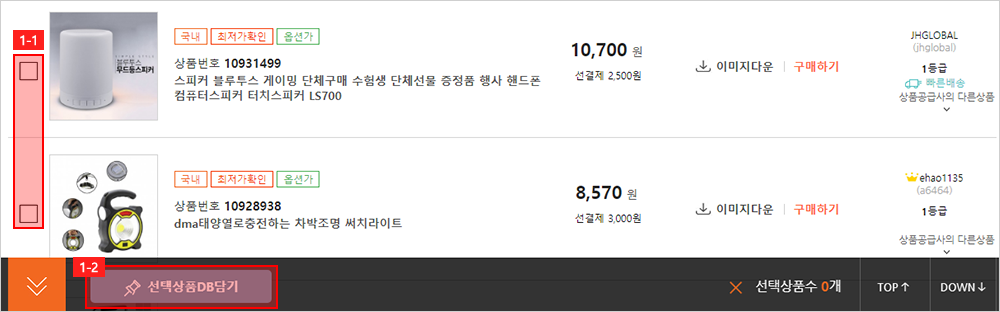 1-1
SIMPLE MODERN
블루투스
무드등스피커
국내 최저가확인 옵션가
상품번호 10931499
스피커 블루투스 게이밍 단체구매 수험생 단체선물 증정품 행사 핸드폰
컴퓨터스피커 터치스피커 LS700
10,700 원
선결제 2,500원
이미지다운 구매하기
JHGLOBAL
(jhglobal)
1등급
빠른배송
상품공급사의 다른상품
국내 최저가확인 옵션가
상품번호 10928938
dma태양열로충전하는 차박조명 써치라이트
8,570 원
선결제 3,000원
이미지다운 구매하기
ehao1135
(a6464)
1등급
상품공급사의 다른상품
1-2
선택상품DB담기
선택상품수 0개
TOP
DOWN